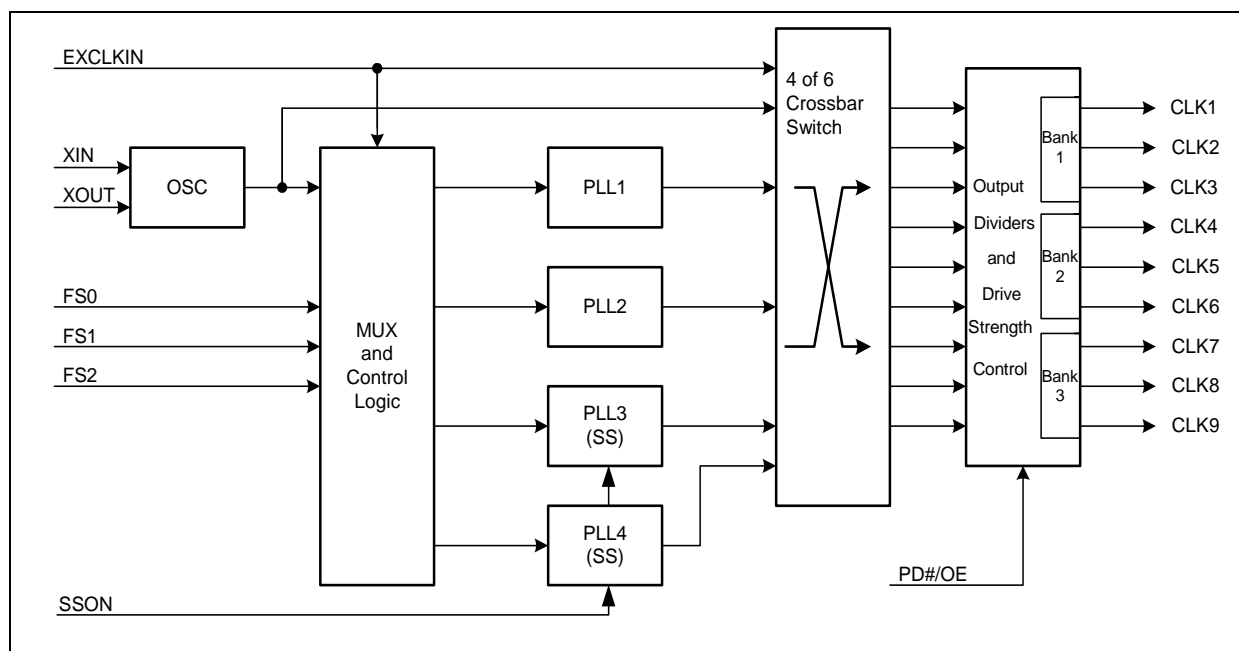 EXCLKIN
XIN
XOUT
OSC
FS0
FS1
FS2
SSON
MUX
and
Control
Logic
PLL1
PLL2
PLL3
(SS)
PLL4
(SS)
4 of 6
Crossbar
Switch
Output
Dividers
and
Drive
Strength
Control
Bank
1
Bank
2
Bank
3
PD#/OE
CLK1
CLK2
CLK3
CLK4
CLK5
CLK6
CLK7
CLK8
CLK9